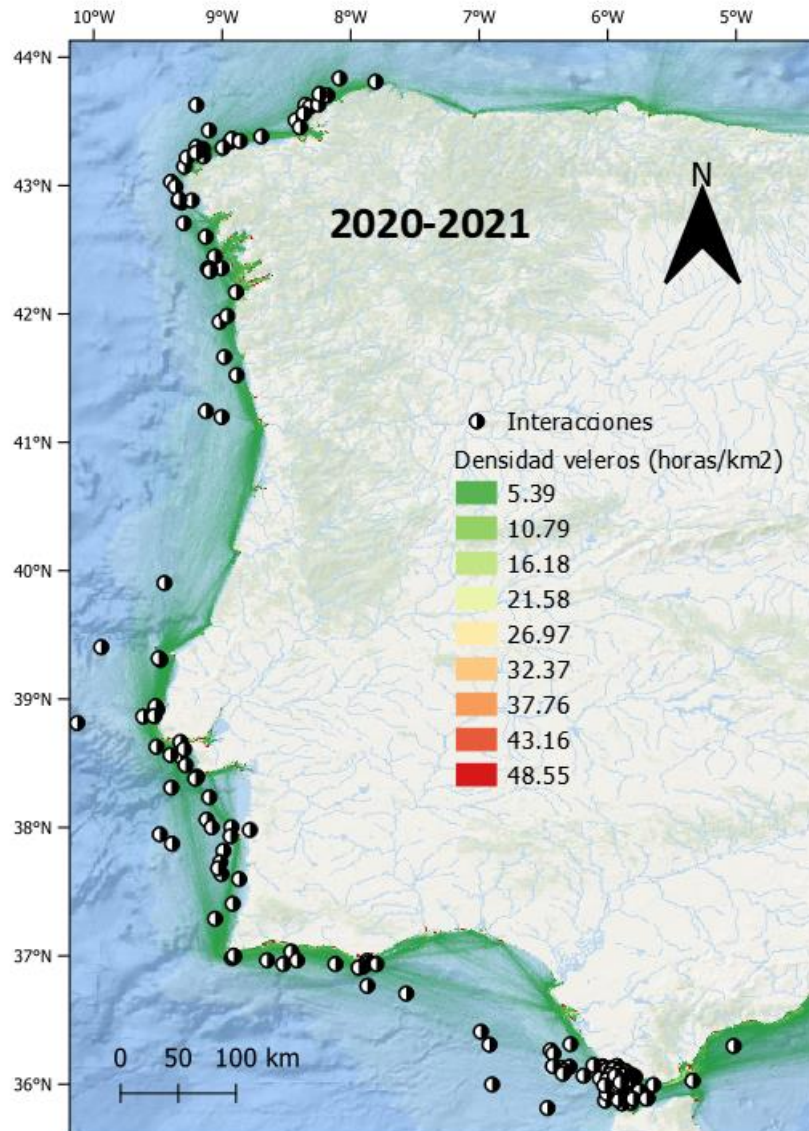 10°W 9°W 8°W 7°W 6°W 5°W
44°N
N
43°N
2020-2021
42°N
41°N
Interacciones
Densidad veleros (horas/km2)
5.39
10.79
16.18
40°N
21.58
26.97
32.37
39°N
37.76
43.16
48.55
38°N
37°N
0 50 100 km
36°N